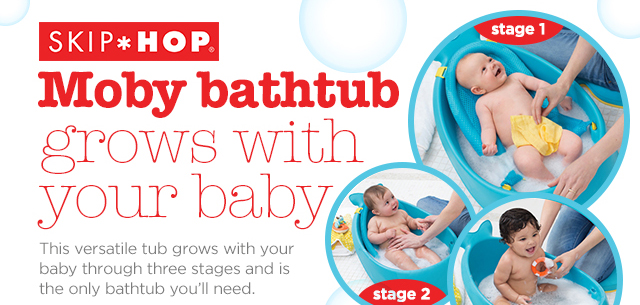 SKIP*HOP®
stage 1
Moby bathtub
grows with
your baby
This versatile tub grows with your
baby through three stages and is
the only bathtub you'll need.
stage 2